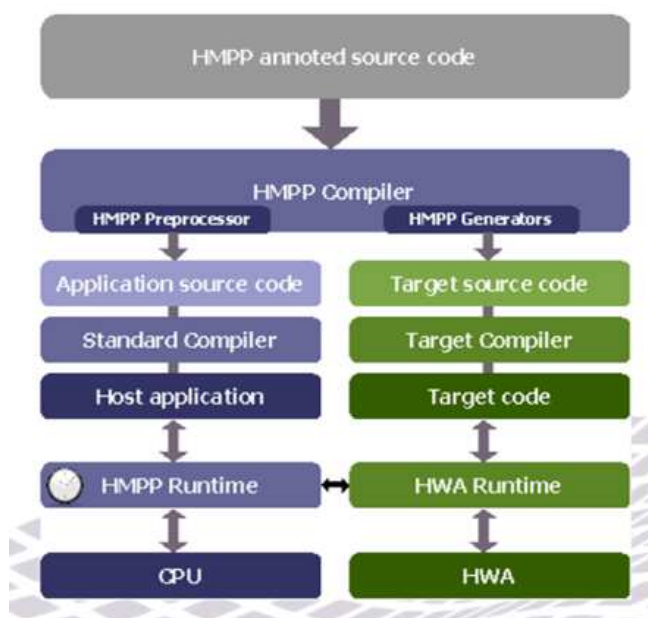 HMPP annoted source code
HMPP Compiler
HMPP Preprocessor
HMPP Generators
Application source code
Target source code
Standard Compiler
Target Compiler
Host application
Target code
HMPP Runtime
HWA Runtime
CPU
HWA